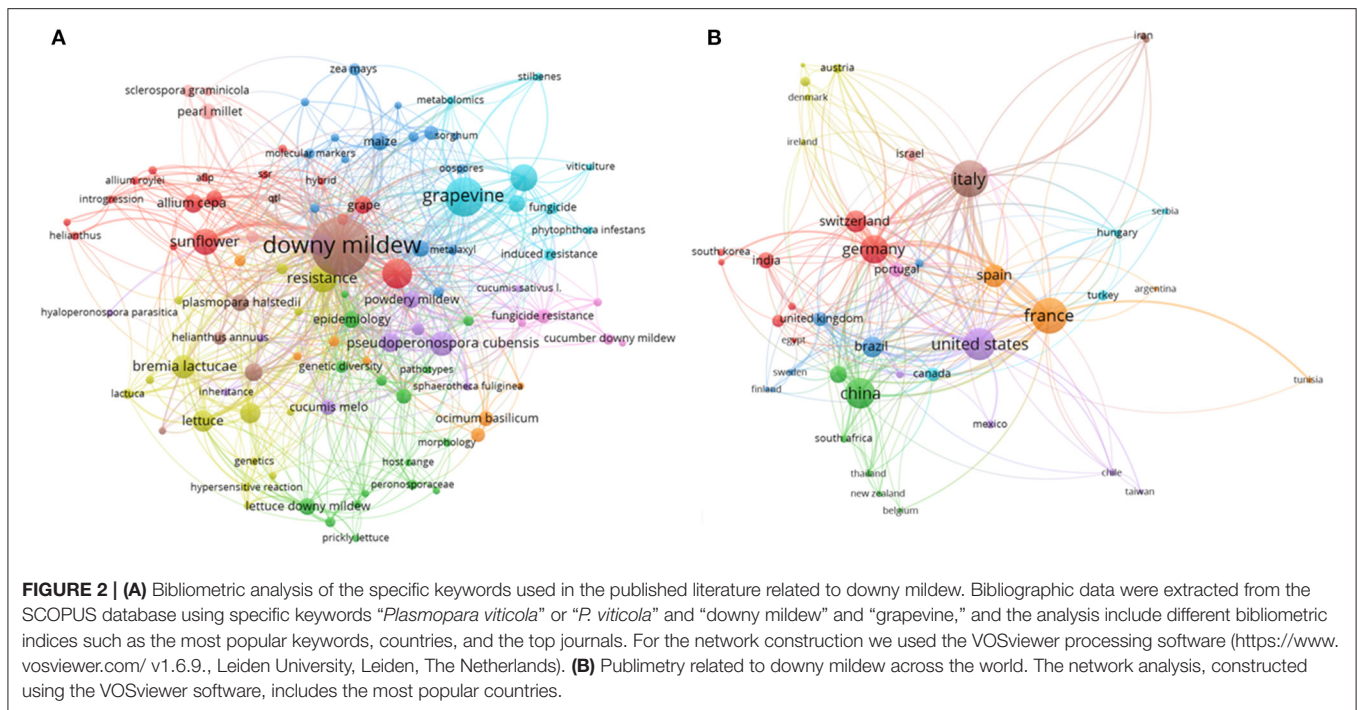 A
B
zea mays
stilbenes
sclerospora graminicola
metabolomics
pearl millet
maize
sorghum
molecular markers
oospores
viticulture
allium roylei
aflp
ssr
hybrid
introgression
allium cepa
qtl
grape
grapevine
fungicide
helianthus
sunflower
downy mildew
metalaxyl
phytophthora infestans
induced resistance
resistance
cucumis sativus l.
plasmopara halstedii
powdery mildew
hyaloperonospora parasitica
epidemiology
fungicide resistance
helianthus annuus
pseudoperonospora cubensis
cucumber downy mildew
bremia lactucae
genetic diversity
pathotypes
lactuca
inheritance
sphaerotheca fuliginea
cucumis melo
lettuce
ocimum basilicum
morphology
genetics
host range
hypersensitive reaction
peronosporaceae
lettuce downy mildew
prickly lettuce
iran
austria
denmark
ireland
israel
italy
switzerland
serbia
south korea
germany
hungary
india
portugal
spain
turkey
argentina
united kingdom
france
egypt
brazil
united states
sweden
canada
finland
china
tunisia
mexico
south africa
thailand
chile
new zealand
taiwan
belgium
FIGURE 2 | (A) Bibliometric analysis of the specific keywords used in the published literature related to downy mildew. Bibliographic data were extracted from the
SCOPUS database using specific keywords “Plasmopara viticola” or “P. viticola” and “downy mildew” and “grapevine,” and the analysis include different bibliometric
indices such as the most popular keywords, countries, and the top journals. For the network construction we used the VOSviewer processing software (https://www.
vosviewer.com/ v1.6.9., Leiden University, Leiden, The Netherlands). (B) Publimetry related to downy mildew across the world. The network analysis, constructed
using the VOSviewer software, includes the most popular countries.